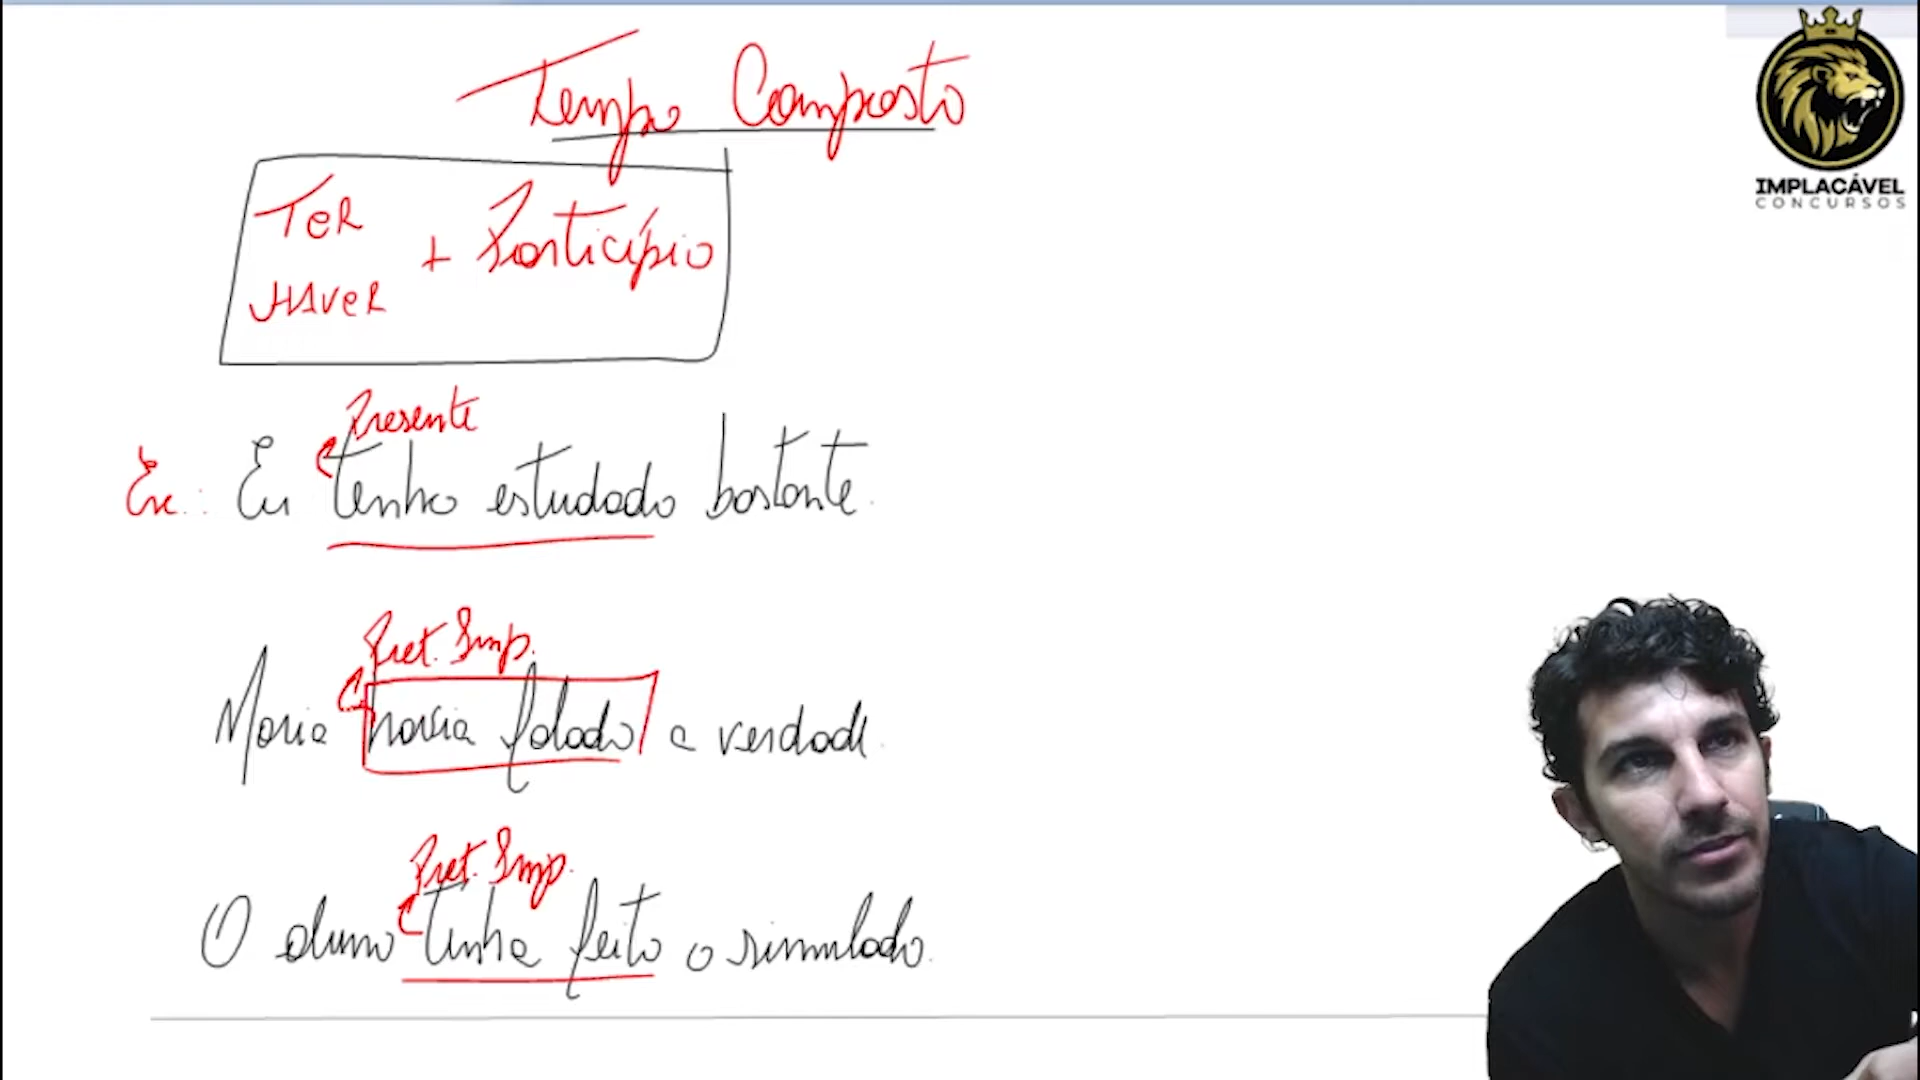 Tempo Composto
IMPLACÁVEL
CONCURSOS
TER
+ Particípio
HAVER
Presente
Ex.: Eu tenho estudado bastante.
Pret. Imp.
Maria havia falado a verdade.
Pret. Imp.
O aluno tinha feito o simulado.